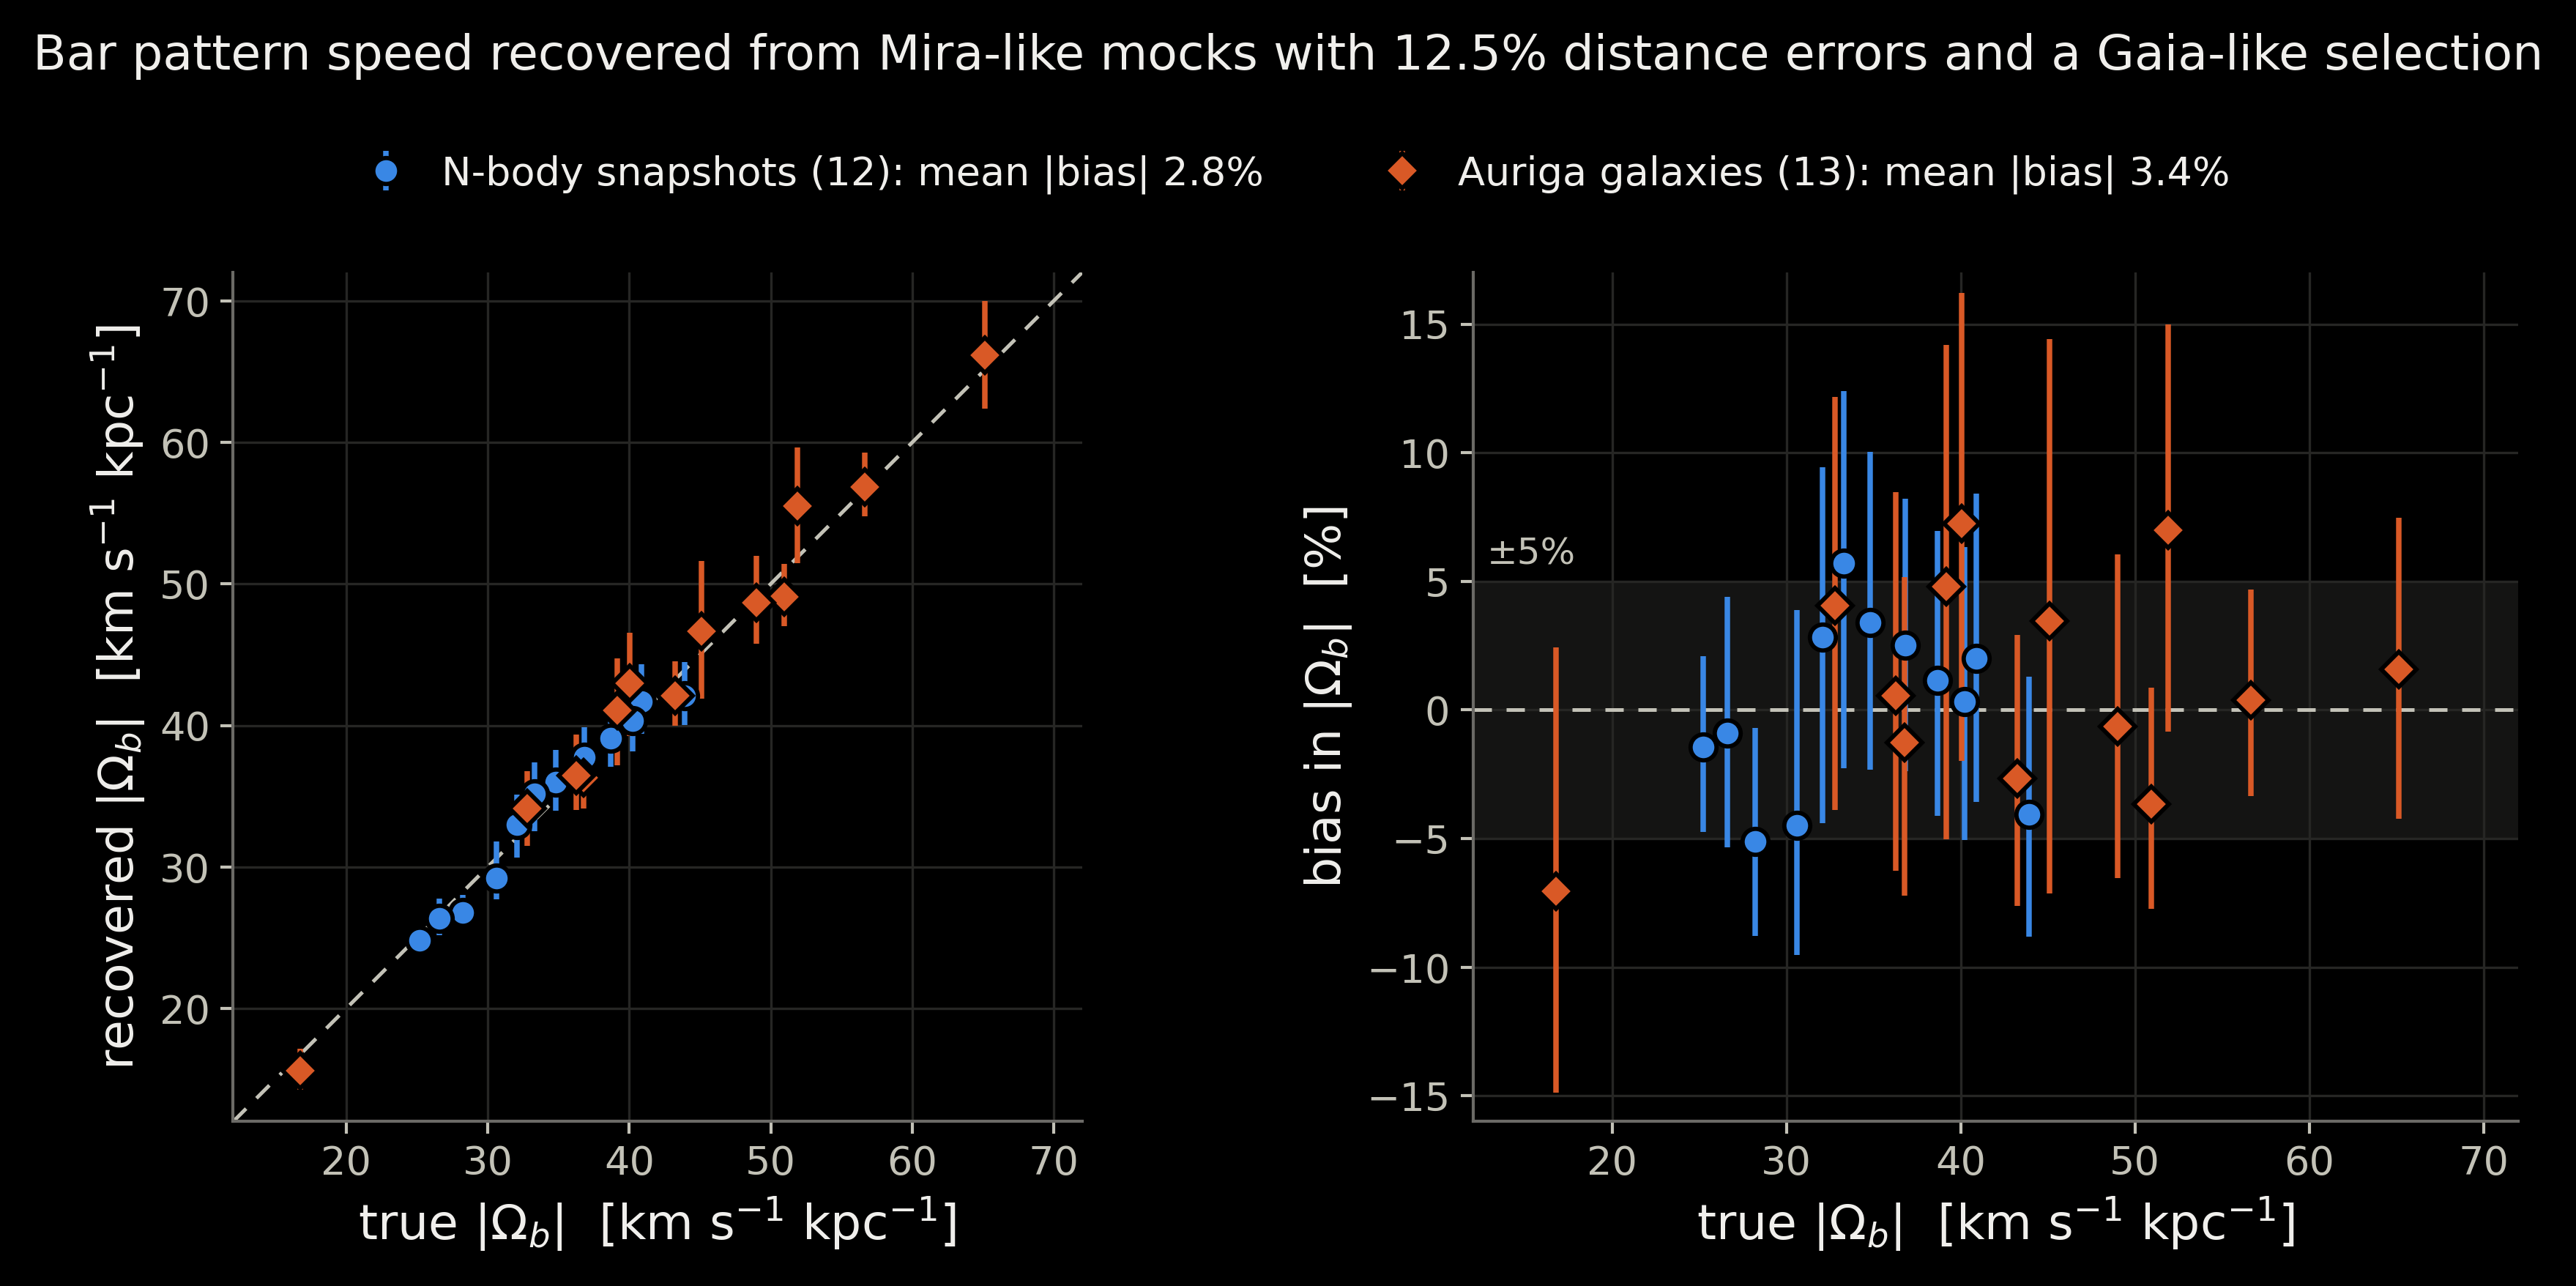 Bar pattern speed recovered from Mira-like mocks with 12.5% distance errors and a Gaia-like selection
N-body snapshots (12): mean |bias| 2.8%
Auriga galaxies (13): mean |bias| 3.4%
recovered |Ω_b| [km s⁻¹ kpc⁻¹]
70
60
50
40
30
20
20 30 40 50 60 70
true |Ω_b| [km s⁻¹ kpc⁻¹]
bias in |Ω_b| [%]
15
10
5
0
−5
−10
−15
±5%
20 30 40 50 60 70
true |Ω_b| [km s⁻¹ kpc⁻¹]